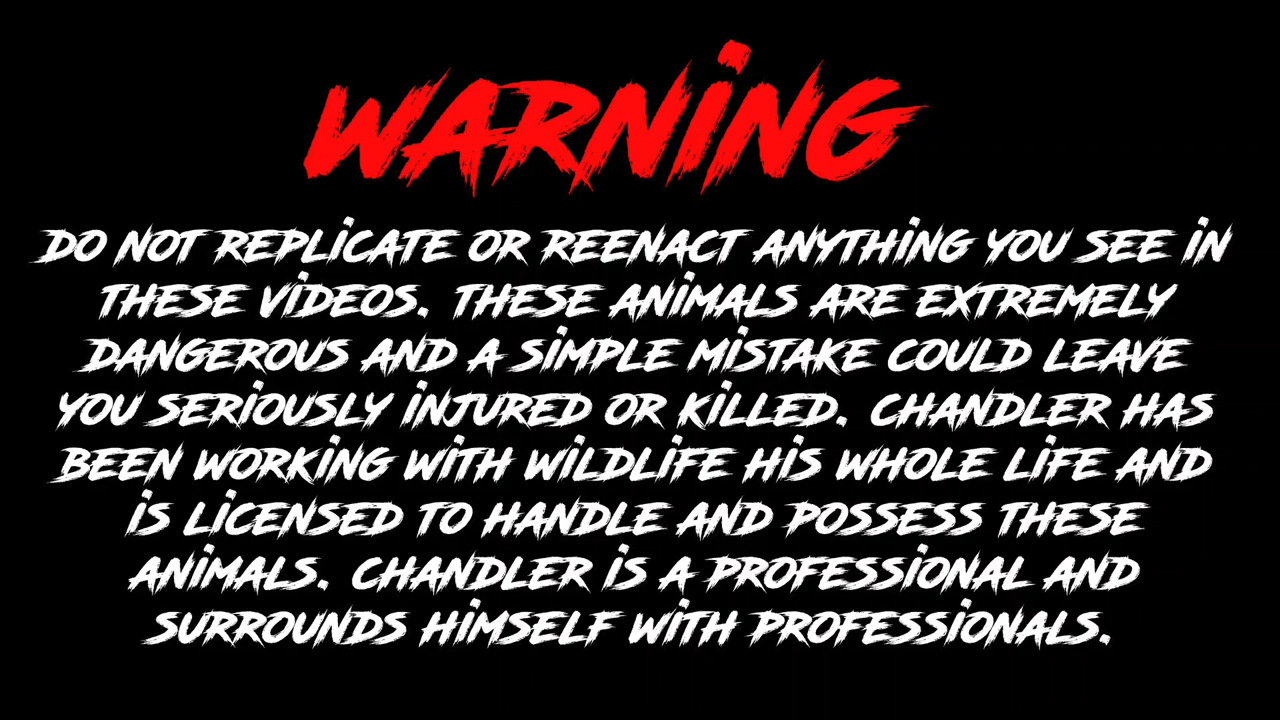 WARNING
DO NOT REPLICATE OR REENACT ANYTHING YOU SEE IN
THESE VIDEOS. THESE ANIMALS ARE EXTREMELY
DANGEROUS AND A SIMPLE MISTAKE COULD LEAVE
YOU SERIOUSLY INJURED OR KILLED. CHANDLER HAS
BEEN WORKING WITH WILDLIFE HIS WHOLE LIFE AND
IS LICENSED TO HANDLE AND POSSESS THESE
ANIMALS. CHANDLER IS A PROFESSIONAL AND
SURROUNDS HIMSELF WITH PROFESSIONALS.